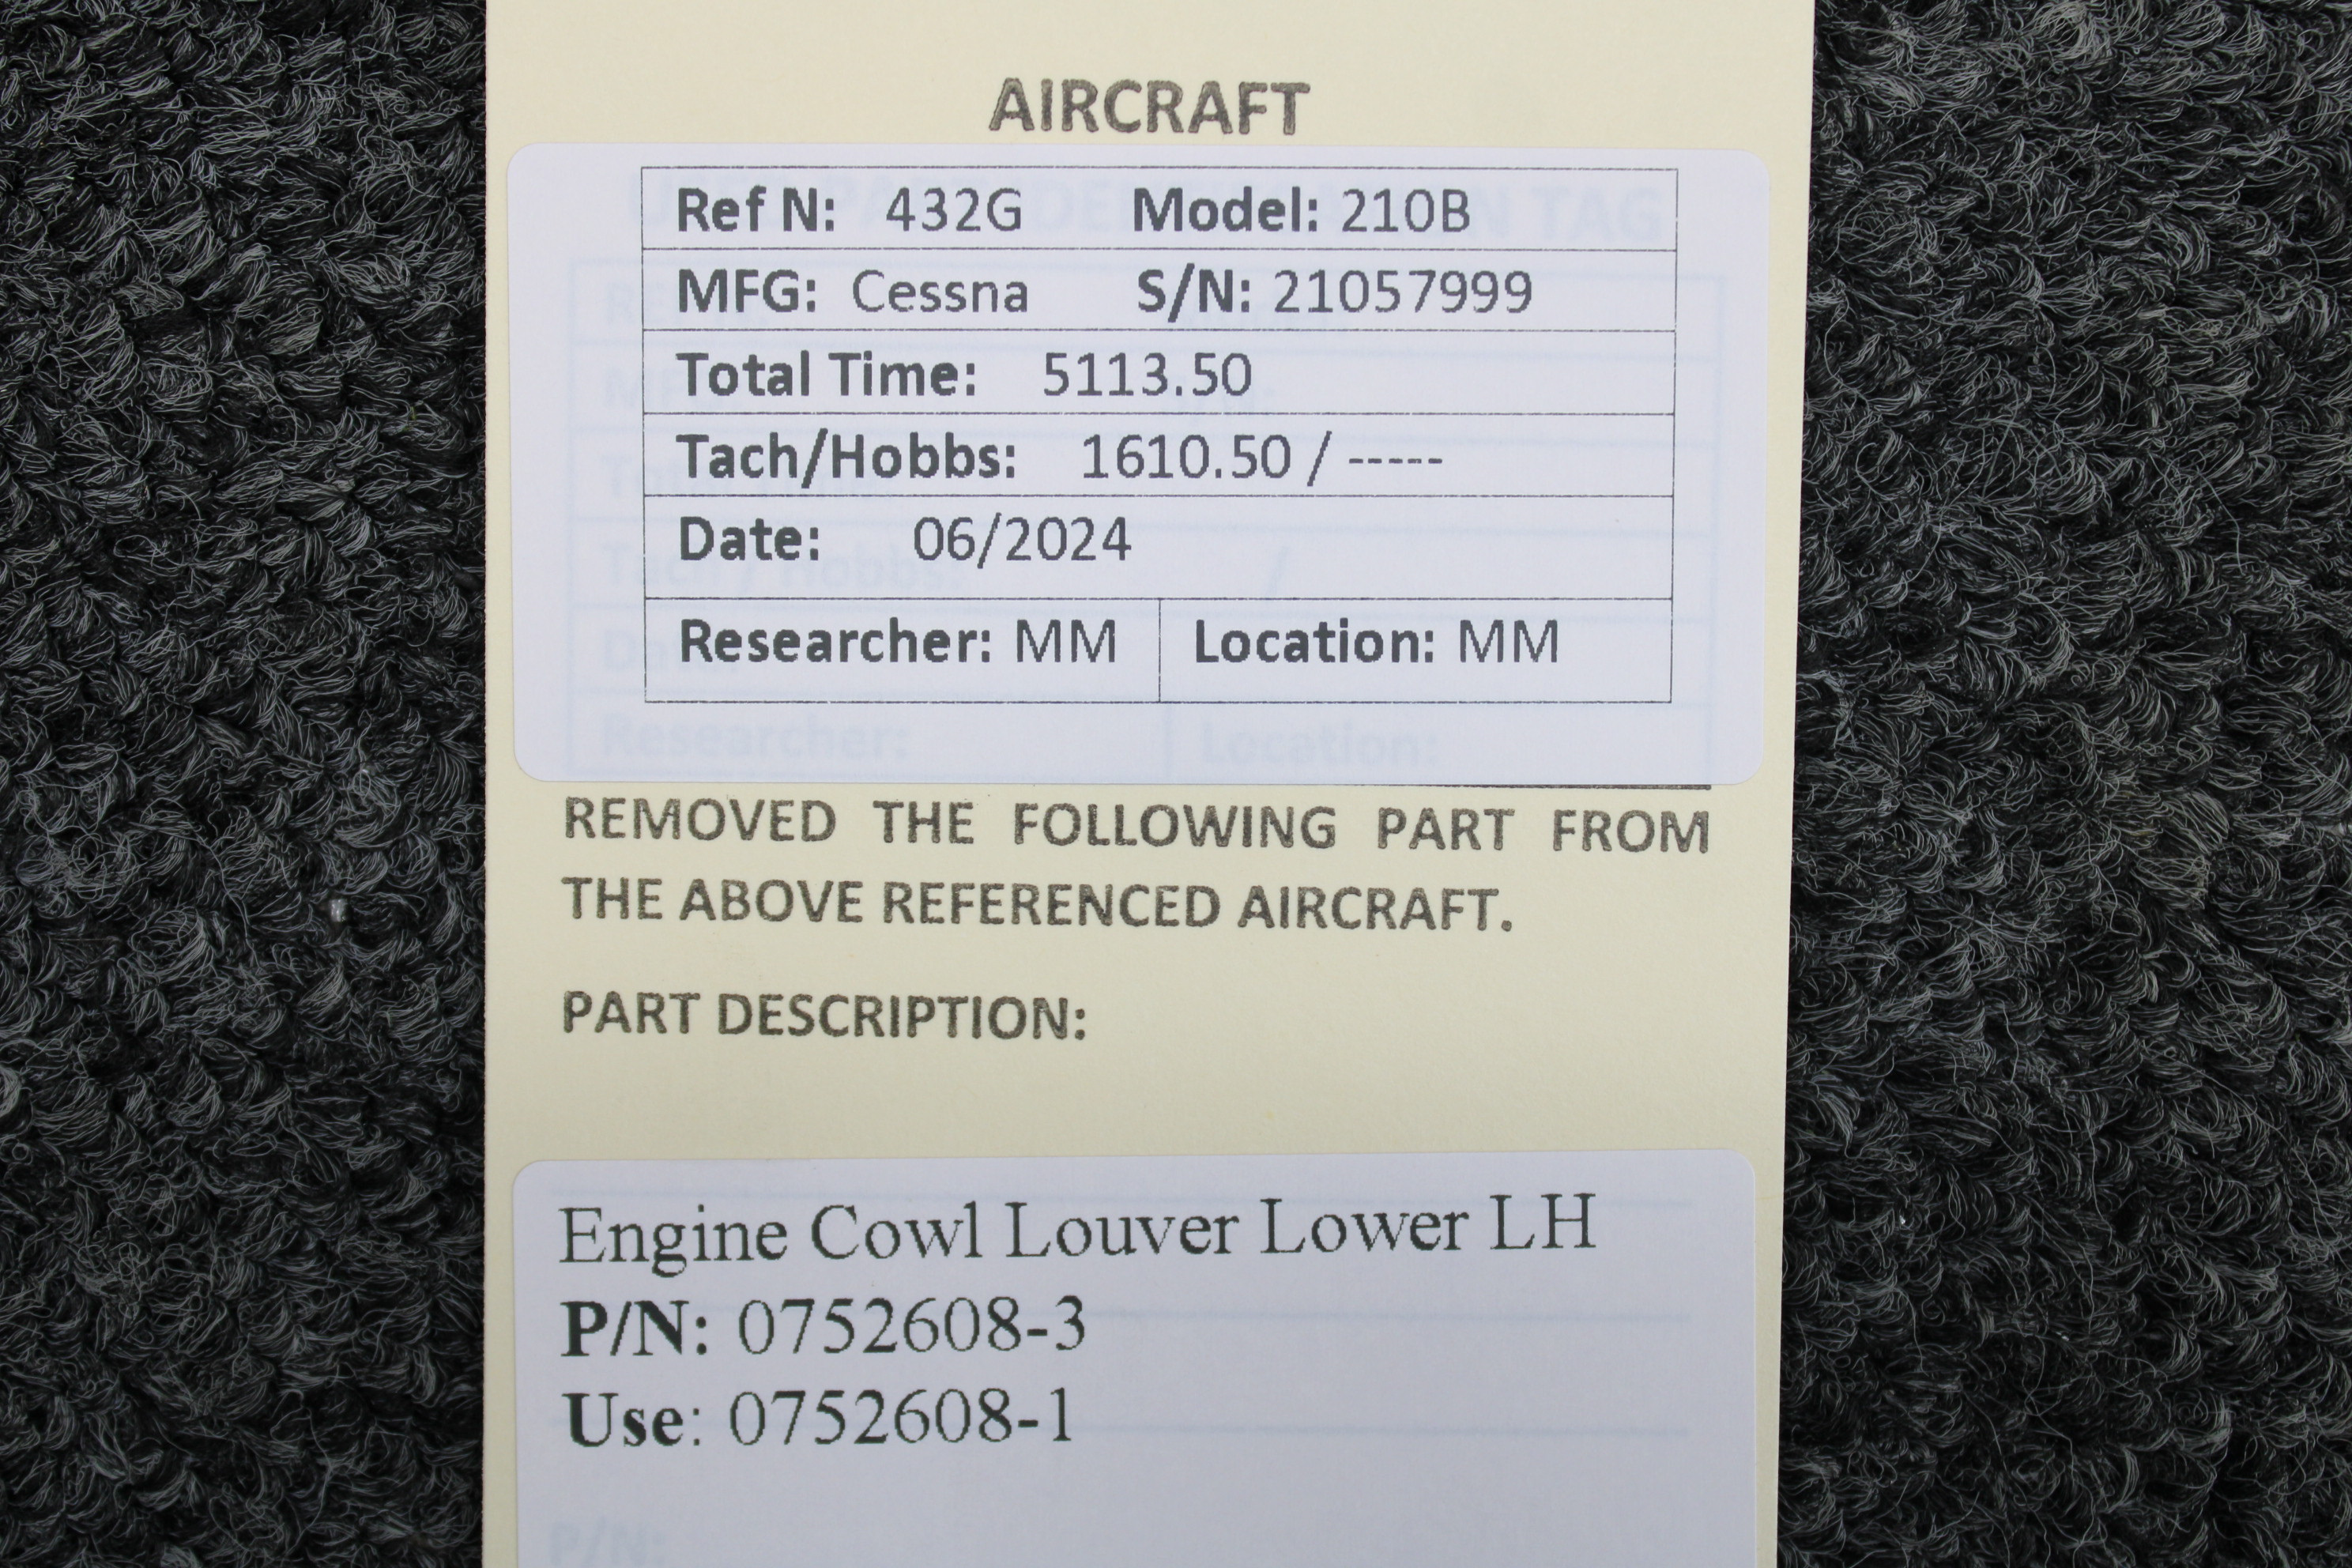 AIRCRAFT
Ref N: 432G Model: 210B
MFG: Cessna S/N: 21057999
Total Time: 5113.50
Tach/Hobbs: 1610.50 / -----
Date: 06/2024
Researcher: MM Location: MM
Researcher: Location:
REMOVED THE FOLLOWING PART FROM
THE ABOVE REFERENCED AIRCRAFT.
PART DESCRIPTION:
Engine Cowl Louver Lower LH
P/N: 0752608-3
Use: 0752608-1
P/N: